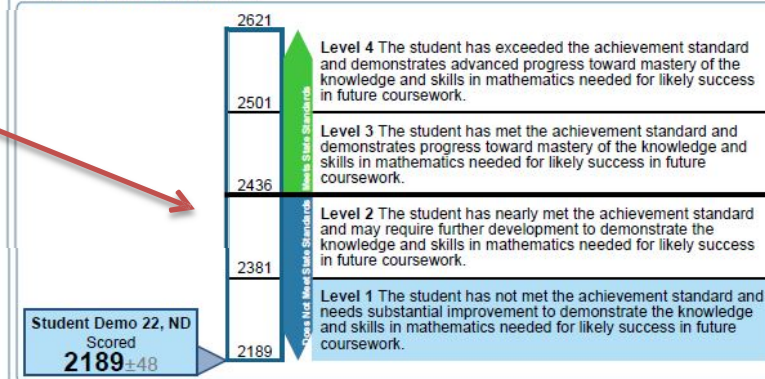 2621
Level 4 The student has exceeded the achievement standard
and demonstrates advanced progress toward mastery of the
knowledge and skills in mathematics needed for likely success
in future coursework.
2501
Level 3 The student has met the achievement standard and
demonstrates progress toward mastery of the knowledge and
skills in mathematics needed for likely success in future
coursework.
Meets State Standards
2436
Level 2 The student has nearly met the achievement standard
and may require further development to demonstrate the
knowledge and skills in mathematics needed for likely success
in future coursework.
Does Not Meet State Standards
2381
Level 1 The student has not met the achievement standard and
needs substantial improvement to demonstrate the knowledge
and skills in mathematics needed for likely success in future
coursework.
2189
Student Demo 22, ND
Scored
2189±48